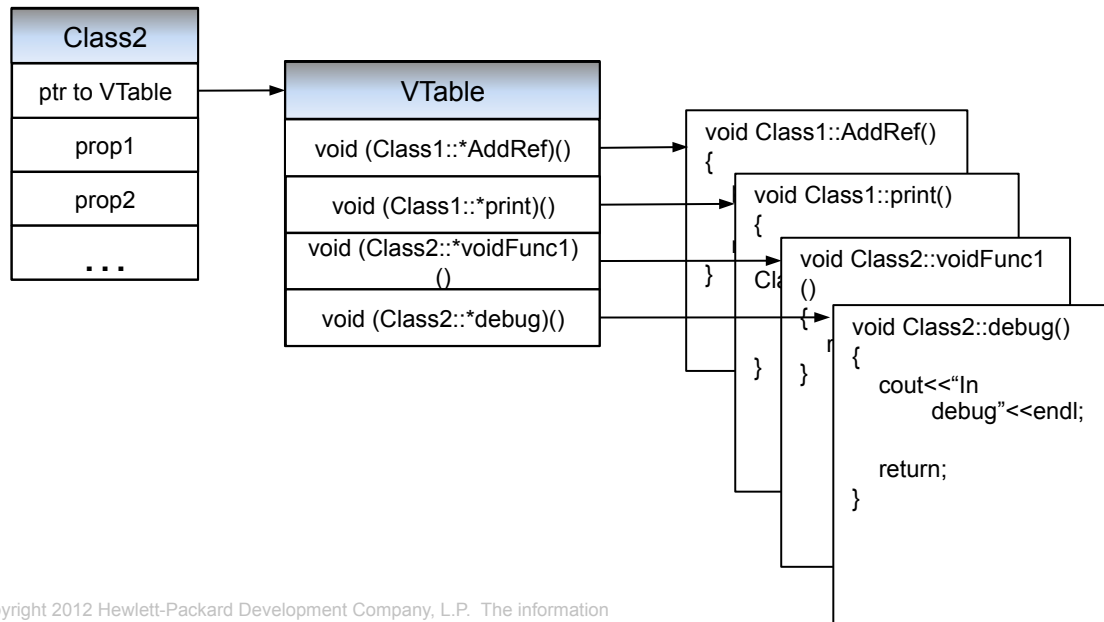 Class2
ptr to VTable
prop1
prop2
...
VTable
void (Class1::*AddRef)()
void (Class1::*print)()
void (Class2::*voidFunc1)
()
void (Class2::*debug)()
void Class1::AddRef()
{
}
void Class1::print()
{
}
void Class2::voidFunc1
()
{
}
void Class2::debug()
{
cout<<“In
debug”<<endl;
return;
}
yright 2012 Hewlett-Packard Development Company, L.P. The information